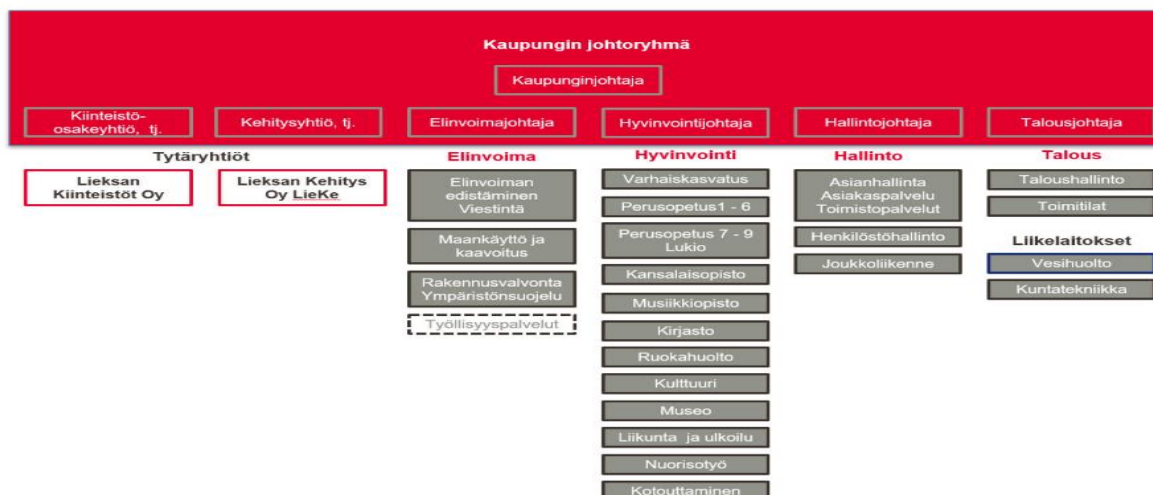 Kaupungin johtoryhmä
Kaupunginjohtaja
Kiinteistö-
osakeyhtiö, tj.
Kehitysyhtiö, tj.
Elinvoimajohtaja
Hyvinvointijohtaja
Hallintojohtaja
Talousjohtaja
Tytäryhtiöt
Lieksan
Kiinteistöt Oy
Lieksan Kehitys
Oy LieKe
Elinvoima
Elinvoiman
edistäminen
Viestintä
Maankäyttö ja
kaavoitus
Rakennusvalvonta
Ympäristönsuojelu
Työllisyyspalvelut
Hyvinvointi
Varhaiskasvatus
Perusopetus1 - 6
Perusopetus 7 - 9
Lukio
Kansalaisopisto
Musiikkiopisto
Kirjasto
Ruokahuolto
Kulttuuri
Museo
Liikunta ja ulkoilu
Nuorisotyö
Kotouttaminen
Hallinto
Asianhallinta
Asiakaspalvelu
Toimistopalvelut
Henkilöstöhallinto
Joukkoliikenne
Talous
Taloushallinto
Toimitilat
Liikelaitokset
Vesihuolto
Kuntatekniikka